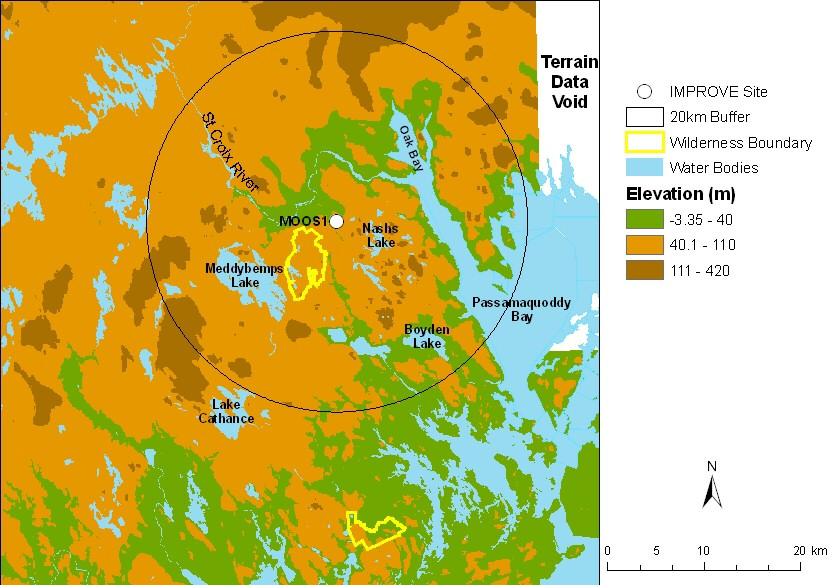 Terrain
Data
Void
Oak Bay
St Croix River
MOOS1
Nashs
Lake
Meddybemps
Lake
Passamaquoddy
Bay
Boyden
Lake
Lake
Cathance
IMPROVE Site
20km Buffer
Wilderness Boundary
Water Bodies
Elevation (m)
-3.35 - 40
40.1 - 110
111 - 420
N
0 5 10 20 km